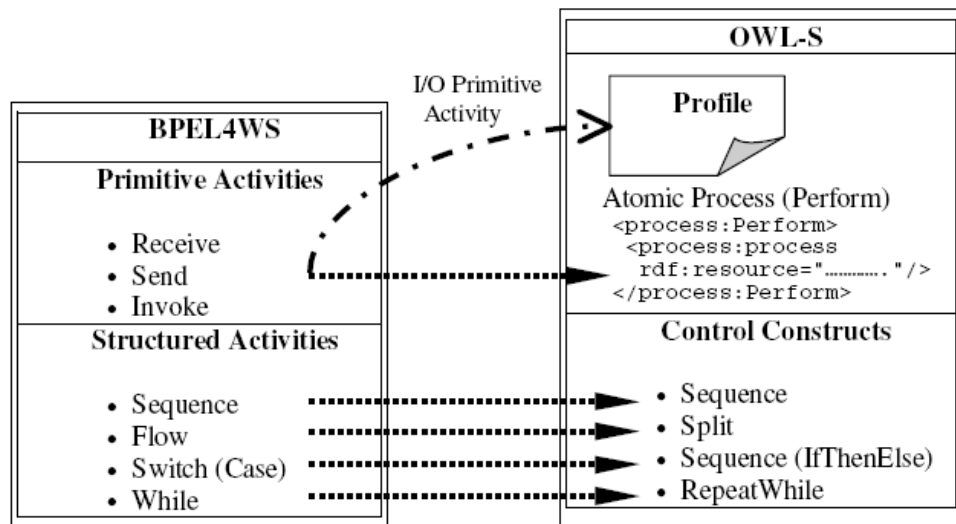 I/O Primitive
Activity
BPEL4WS
Primitive Activities
• Receive
• Send
• Invoke
Structured Activities
• Sequence
• Flow
• Switch (Case)
• While
OWL-S
Profile
Atomic Process (Perform)
<process:Perform>
<process:process
rdf:resource="…………."/>
</process:Perform>
Control Constructs
• Sequence
• Split
• Sequence (IfThenElse)
• RepeatWhile